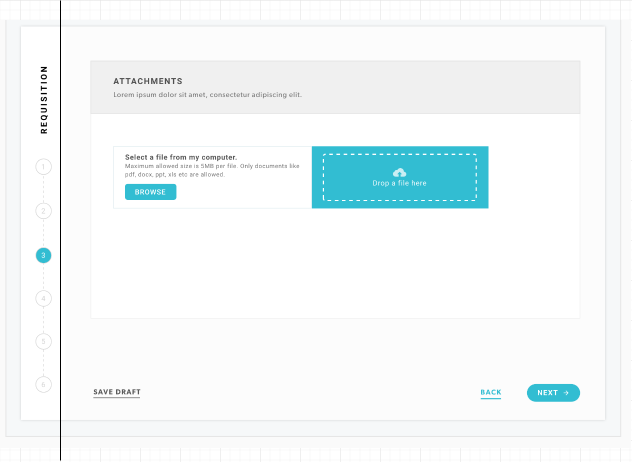 REQUISITION
1
2
3
4
5
6
ATTACHMENTS
Lorem ipsum dolor sit amet, consectetur adipiscing elit.
Select a file from my computer.
Maximum allowed size is 5MB per file. Only documents like
pdf, docx, ppt, xls etc are allowed.
BROWSE
Drop a file here
SAVE DRAFT
BACK
NEXT →